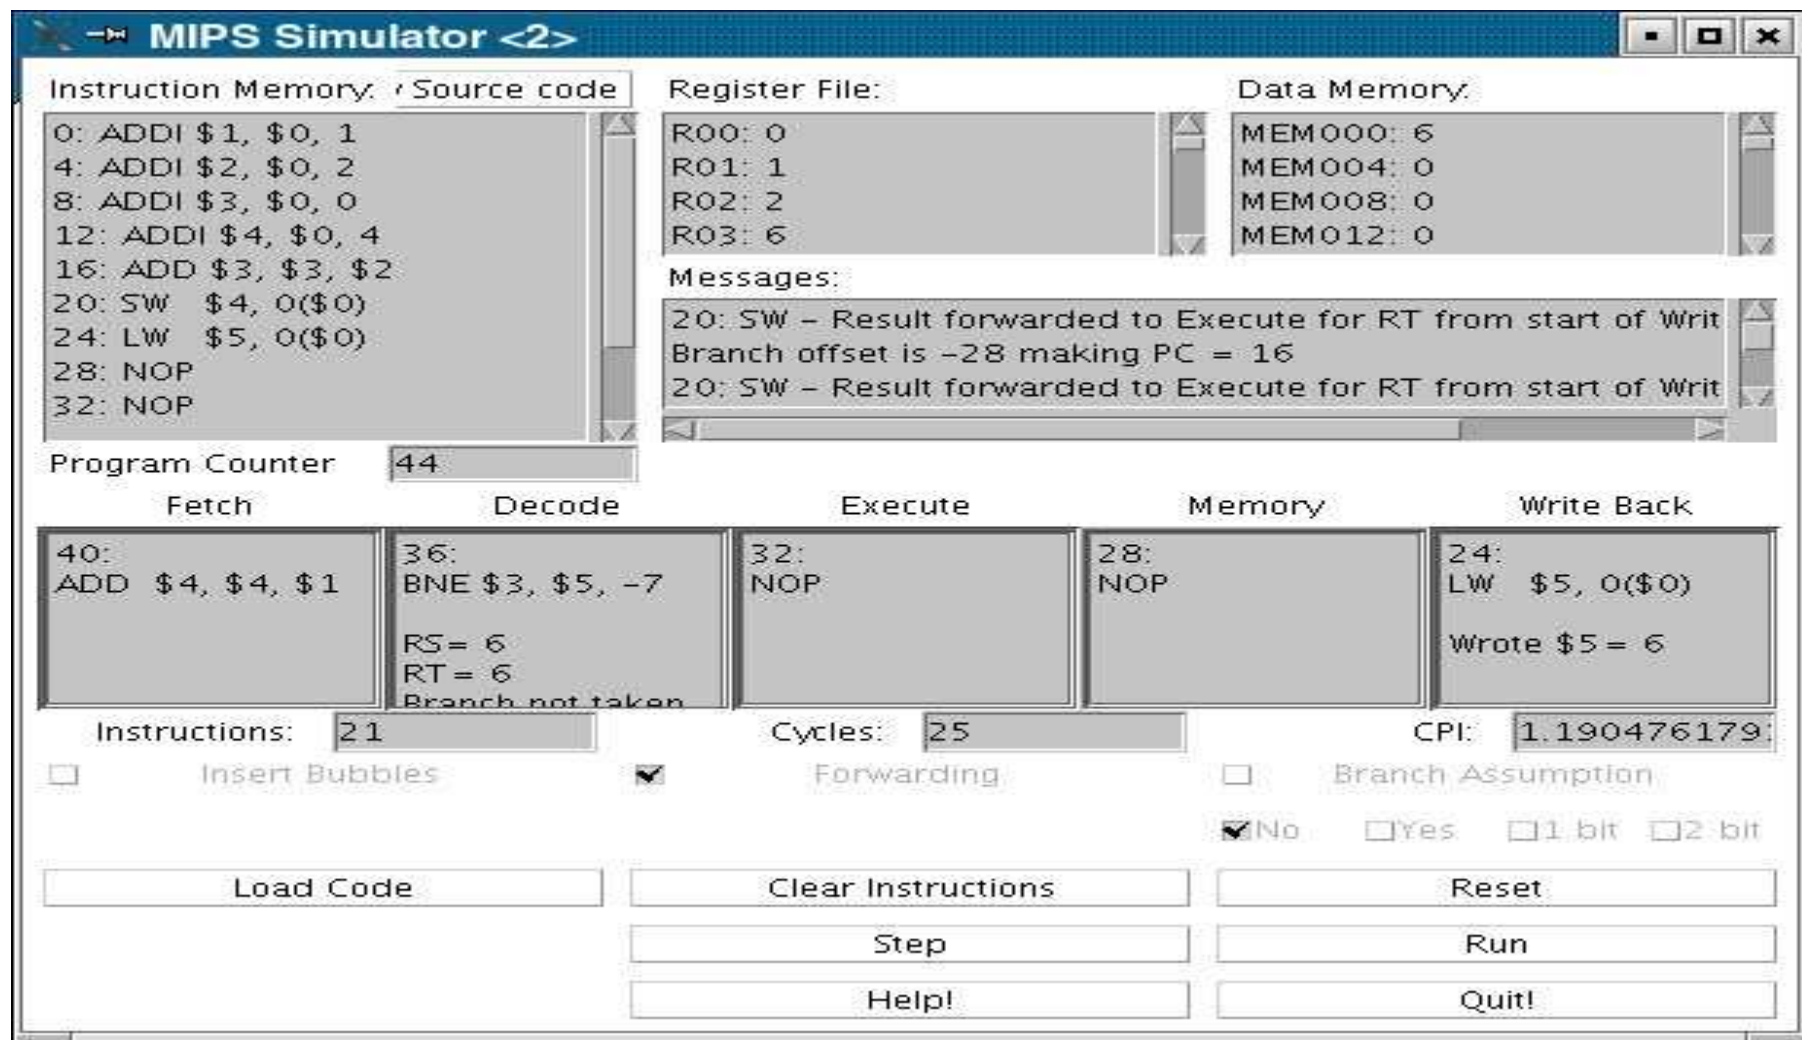 MIPS Simulator <2>
Instruction Memory: Source code
0: ADDI $1, $0, 1
4: ADDI $2, $0, 2
8: ADDI $3, $0, 0
12: ADDI $4, $0, 4
16: ADD $3, $3, $2
20: SW $4, 0($0)
24: LW $5, 0($0)
28: NOP
32: NOP
Register File:
R00: 0
R01: 1
R02: 2
R03: 6
Data Memory:
MEM000: 6
MEM004: 0
MEM008: 0
MEM012: 0
Messages:
20: SW – Result forwarded to Execute for RT from start of Writ
Branch offset is –28 making PC = 16
20: SW – Result forwarded to Execute for RT from start of Writ
Program Counter 44
Fetch
40:
ADD $4, $4, $1
Decode
36:
BNE $3, $5, –7
RS= 6
RT= 6
Branch not taken
Execute
32:
NOP
Memory
28:
NOP
Write Back
24:
LW $5, 0($0)
Wrote $5= 6
Instructions: 21 Cycles: 25 CPI: 1.190476179
Insert Bubbles Forwarding Branch Assumption
No Yes 1 bit 2 bit
Load Code Clear Instructions Reset
Step Run
Help! Quit!